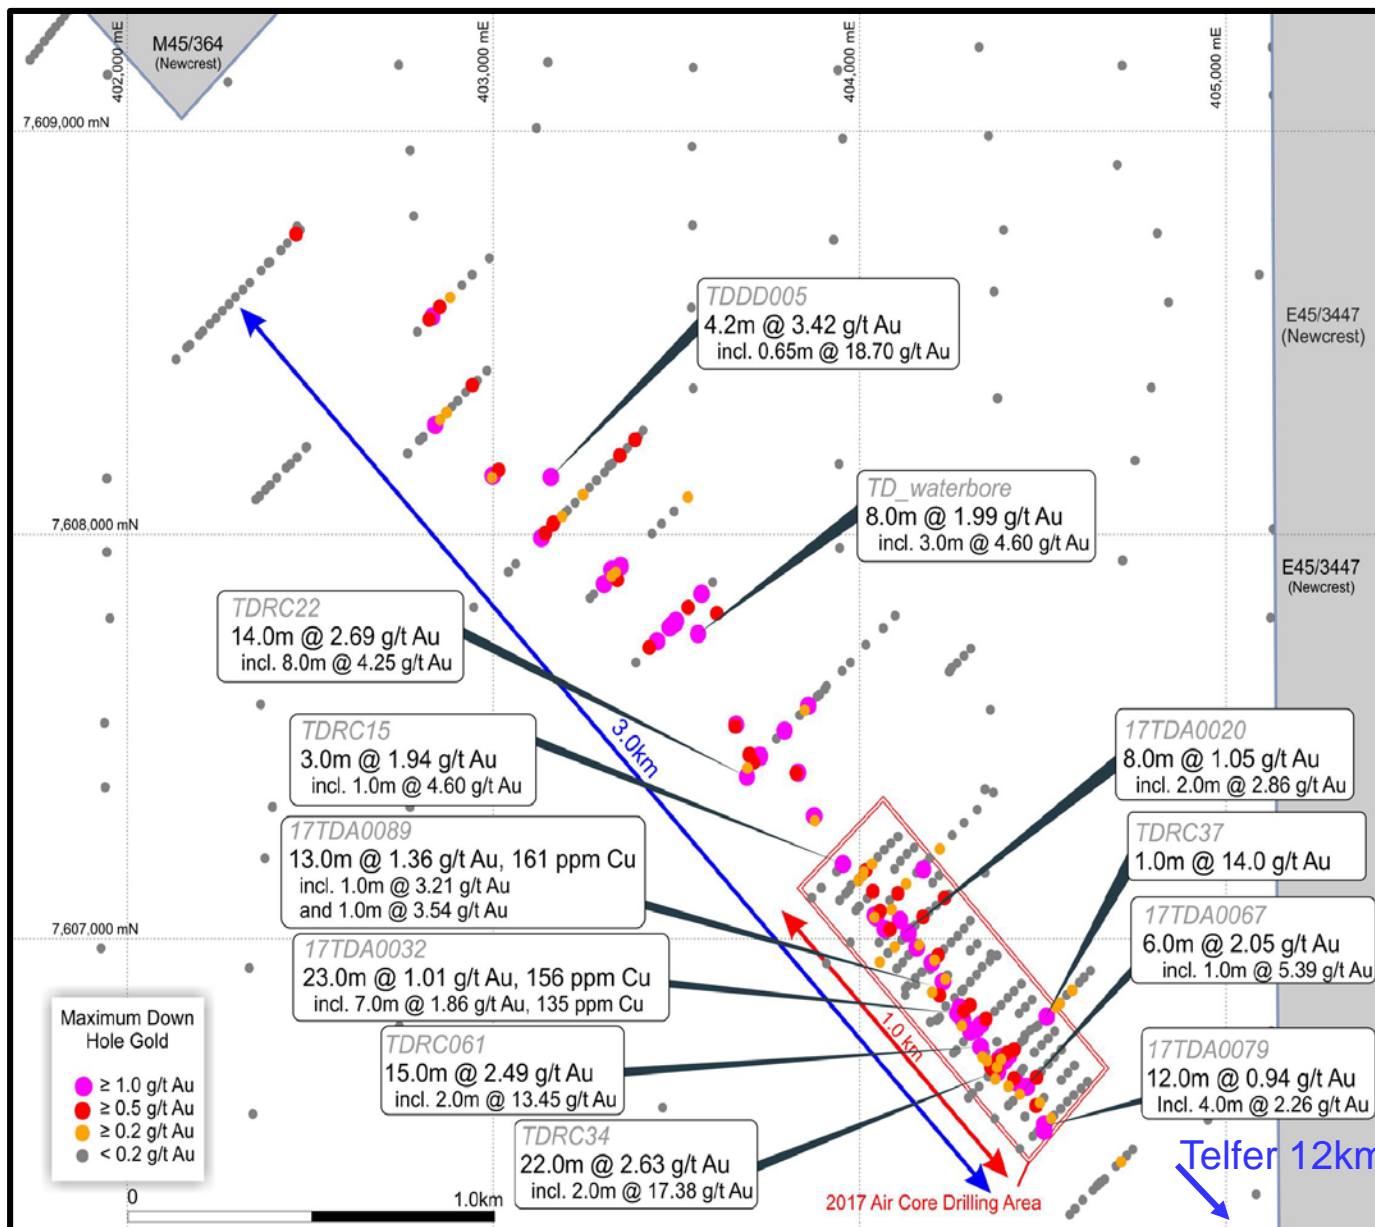 M45/364
(Newcrest)
402,000 mE
403,000 mE
404,000 mE
405,000 mE
7,609,000 mN
TDDD005
4.2m @ 3.42 g/t Au
incl. 0.65m @ 18.70 g/t Au
E45/3447
(Newcrest)
TD_waterbore
8.0m @ 1.99 g/t Au
incl. 3.0m @ 4.60 g/t Au
7,608,000 mN
E45/3447
(Newcrest)
TDRC22
14.0m @ 2.69 g/t Au
incl. 8.0m @ 4.25 g/t Au
3.0km
TDRC15
3.0m @ 1.94 g/t Au
incl. 1.0m @ 4.60 g/t Au
17TDA0020
8.0m @ 1.05 g/t Au
incl. 2.0m @ 2.86 g/t Au
17TDA0089
13.0m @ 1.36 g/t Au, 161 ppm Cu
incl. 1.0m @ 3.21 g/t Au
and 1.0m @ 3.54 g/t Au
TDRC37
1.0m @ 14.0 g/t Au
7,607,000 mN
17TDA0067
6.0m @ 2.05 g/t Au
incl. 1.0m @ 5.39 g/t Au
17TDA0032
23.0m @ 1.01 g/t Au, 156 ppm Cu
incl. 7.0m @ 1.86 g/t Au, 135 ppm Cu
1.0 km
TDRC061
15.0m @ 2.49 g/t Au
incl. 2.0m @ 13.45 g/t Au
17TDA0079
12.0m @ 0.94 g/t Au
Incl. 4.0m @ 2.26 g/t Au
TDRC34
22.0m @ 2.63 g/t Au
incl. 2.0m @ 17.38 g/t Au
Maximum Down
Hole Gold
≥ 1.0 g/t Au
≥ 0.5 g/t Au
≥ 0.2 g/t Au
< 0.2 g/t Au
Telfer 12km
2017 Air Core Drilling Area
0
1.0km